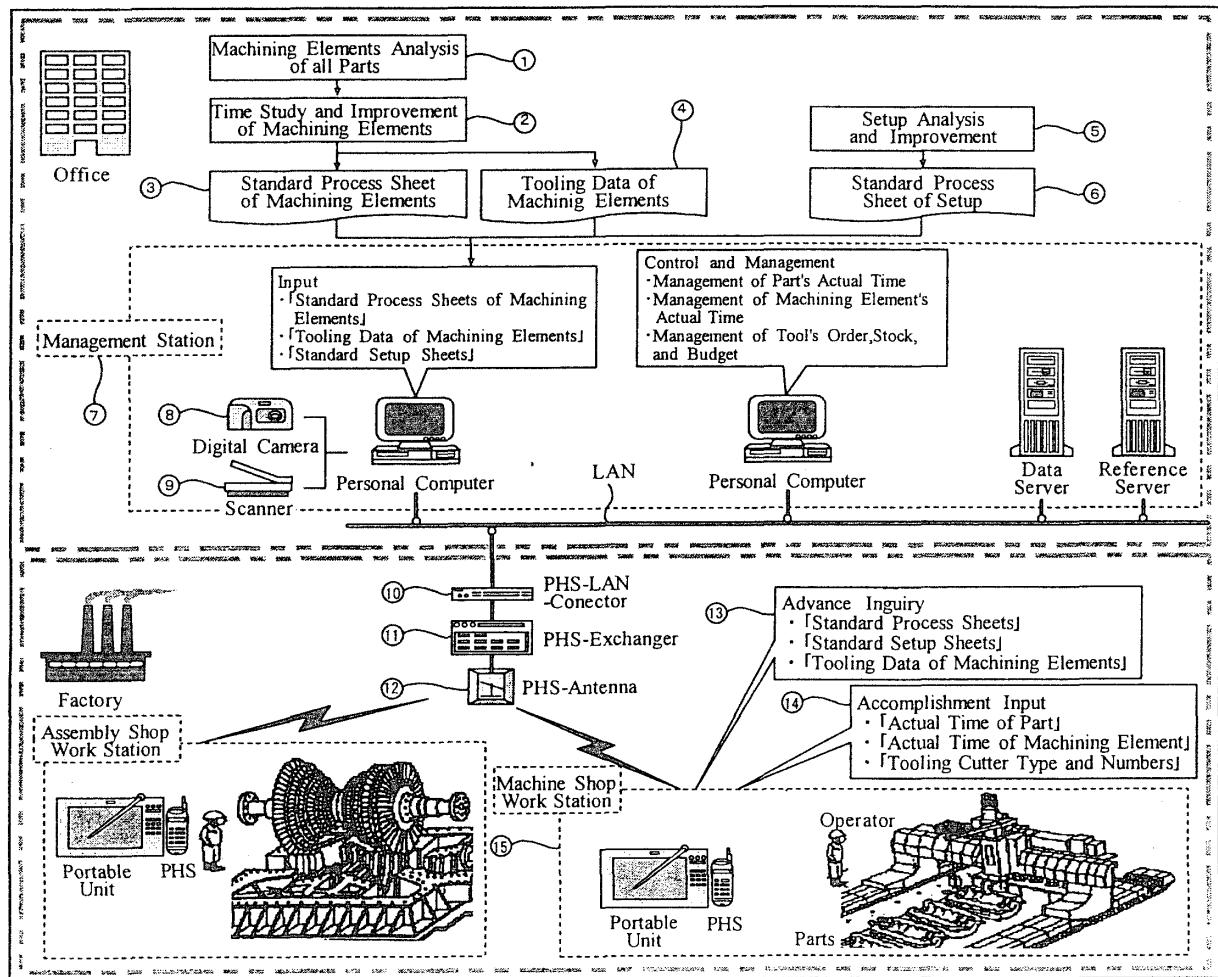 Machining Elements Analysis
of all Parts
①
Time Study and Improvement
of Machining Elements
②
④
Setup Analysis
and Improvement
⑤
Office
③
Standard Process Sheet
of Machining Elements
Tooling Data of
Machinig Elements
Standard Process
Sheet of Setup
⑥
Management Station
⑦
Input
・「Standard Process Sheets of Machining
Elements」
・「Tooling Data of Machining Elements」
・「Standard Setup Sheets」
Control and Management
・Management of Part's Actual Time
・Management of Machining Element's
Actual Time
・Management of Tool's Order,Stock,
and Budget
⑧
Digital Camera
⑨
Scanner
Personal Computer
LAN
Personal Computer
Data
Server
Reference
Server
⑩
PHS-LAN
-Conector
⑪
PHS-Exchanger
⑫
PHS-Antenna
Factory
⑬
Advance Inguiry
・「Standard Process Sheets」
・「Standard Setup Sheets」
・「Tooling Data of Machining Elements」
⑭
Accomplishment Input
・「Actual Time of Part」
・「Actual Time of Machining Element」
・「Tooling Cutter Type and Numbers」
Assembly Shop
Work Station
Portable
Unit
PHS
Machine Shop
Work Station
⑮
Portable
Unit
PHS
Operator
Parts